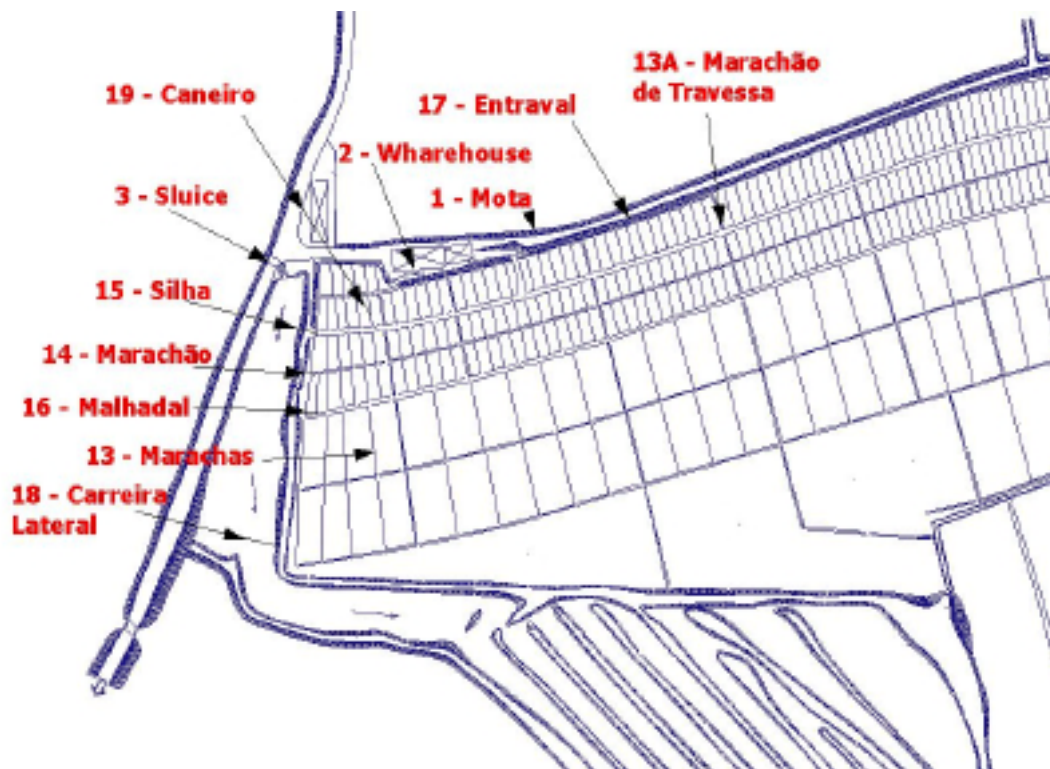 13A - Marachão
de Travessa
19 - Caneiro
17 - Entraval
2 - Wharehouse
3 - Sluice
1 - Mota
15 - Silha
14 - Marachão
16 - Malhadal
13 - Marachas
18 - Carreira
Lateral